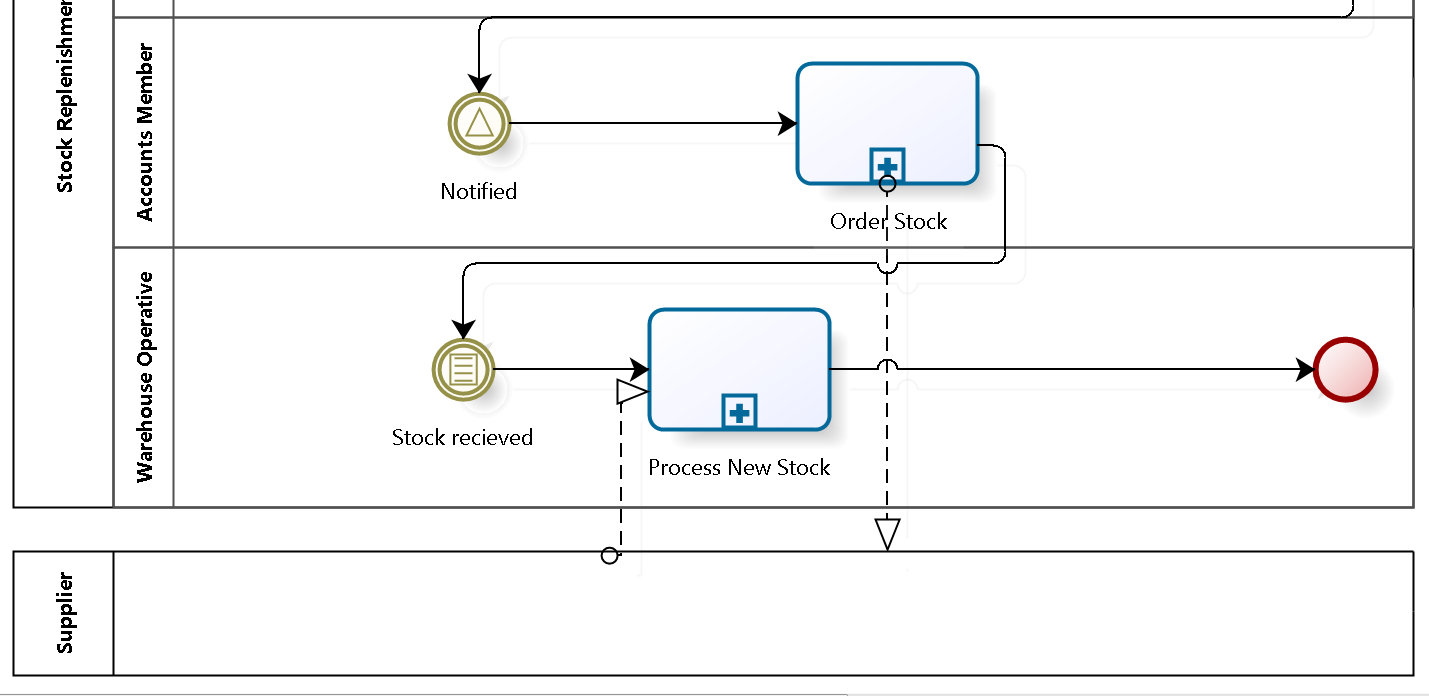 Stock Replenishmen
Accounts Member
Notified
Order Stock
Warehouse Operative
Stock recieved
Process New Stock
Supplier